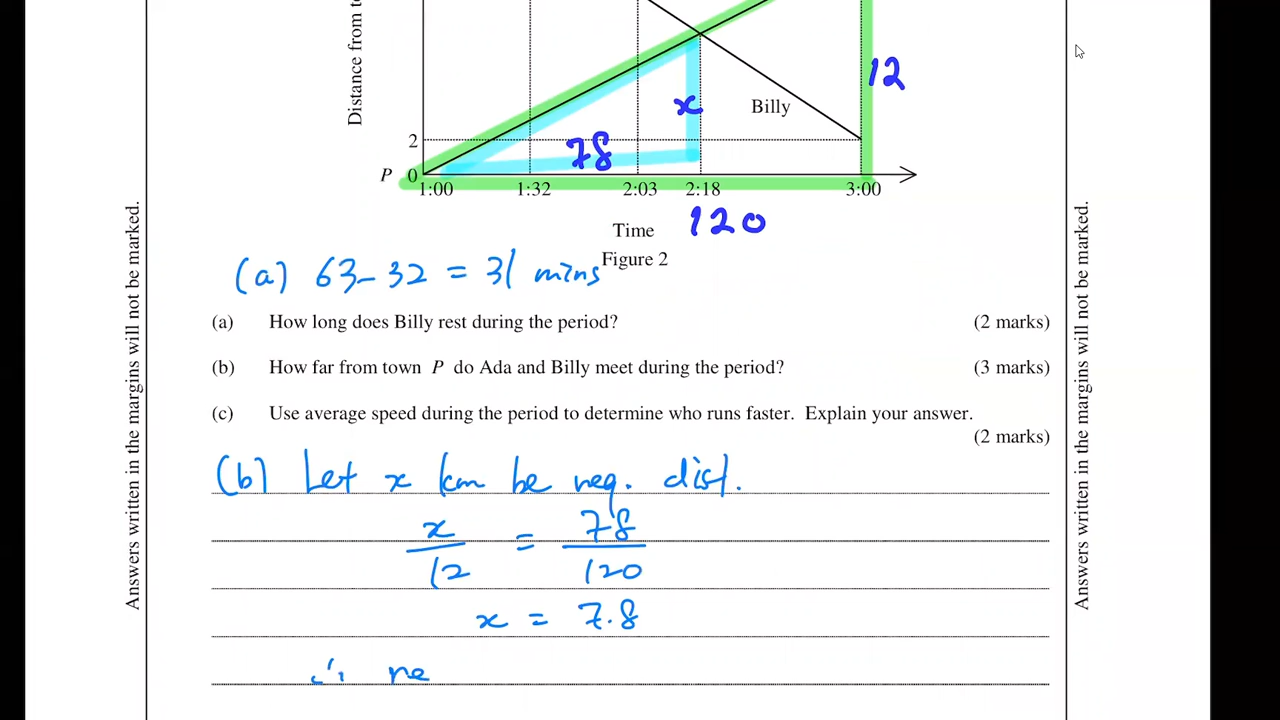 Distance from to
12
x
Billy
2
78
P 0
1:00 1:32 2:03 2:18 3:00
Time 120
Figure 2
(a) 63-32 = 31 mins
(a) How long does Billy rest during the period? (2 marks)
(b) How far from town P do Ada and Billy meet during the period? (3 marks)
(c) Use average speed during the period to determine who runs faster. Explain your answer.
(2 marks)
(b) Let x km be req. dist.
x/12 = 78/120
x = 7.8
∴ re
Answers written in the margins will not be marked.
Answers written in the margins will not be marked.